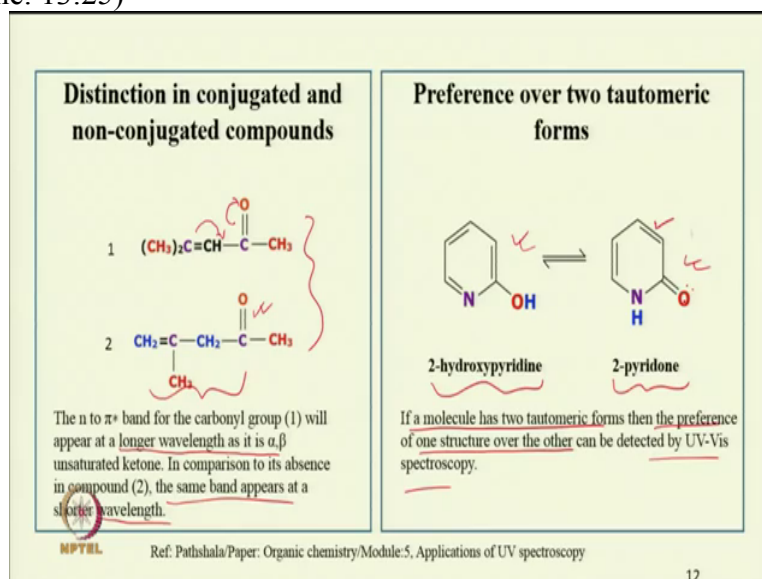 Distinction in conjugated and
non-conjugated compounds
1 (CH₃)₂C=CH—C—CH₃
O
2 CH₂=C—CH₂—C—CH₃
O
CH₃
The n to π* band for the carbonyl group (1) will
appear at a longer wavelength as it is α,β
unsaturated ketone. In comparison to its absence
in compound (2), the same band appears at a
shorter wavelength.
Preference over two tautomeric
forms
N OH
N O
H
2-hydroxypyridine 2-pyridone
If a molecule has two tautomeric forms then the preference
of one structure over the other can be detected by UV-Vis
spectroscopy.
NPTEL
Ref: Pathshala/Paper: Organic chemistry/Module:5, Applications of UV spectroscopy
12